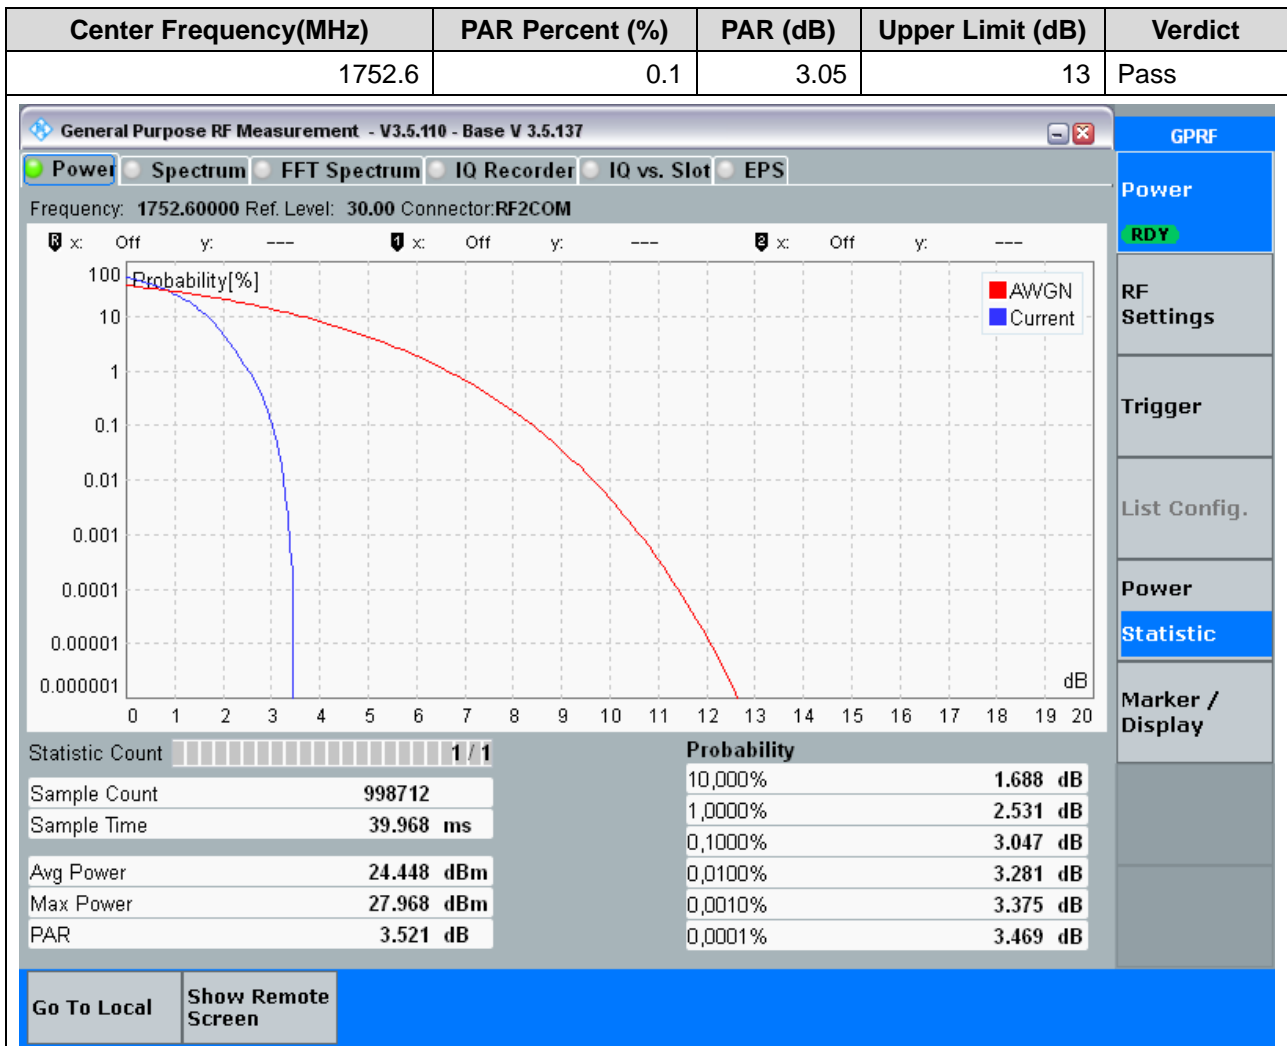 Center Frequency(MHz) PAR Percent (%) PAR (dB) Upper Limit (dB) Verdict
1752.6 0.1 3.05 13 Pass
General Purpose RF Measurement - V3.5.110 - Base V 3.5.137
GPRF
Power Spectrum FFT Spectrum IQ Recorder IQ vs. Slot EPS
Frequency: 1752.60000 Ref. Level: 30.00 Connector:RF2COM
R x: Off y: --- 1 x: Off y: --- 2 x: Off y: ---
Probability[%]
AWGN
Current
100
10
1
0.1
0.01
0.001
0.0001
0.00001
0.000001
dB
0 1 2 3 4 5 6 7 8 9 10 11 12 13 14 15 16 17 18 19 20
Statistic Count 1 / 1
Sample Count 998712
Sample Time 39.968 ms
Avg Power 24.448 dBm
Max Power 27.968 dBm
PAR 3.521 dB
Probability
10,000% 1.688 dB
1,0000% 2.531 dB
0,1000% 3.047 dB
0,0100% 3.281 dB
0,0010% 3.375 dB
0,0001% 3.469 dB
Power
RDY
RF
Settings
Trigger
List Config.
Power
Statistic
Marker /
Display
Go To Local
Show Remote
Screen